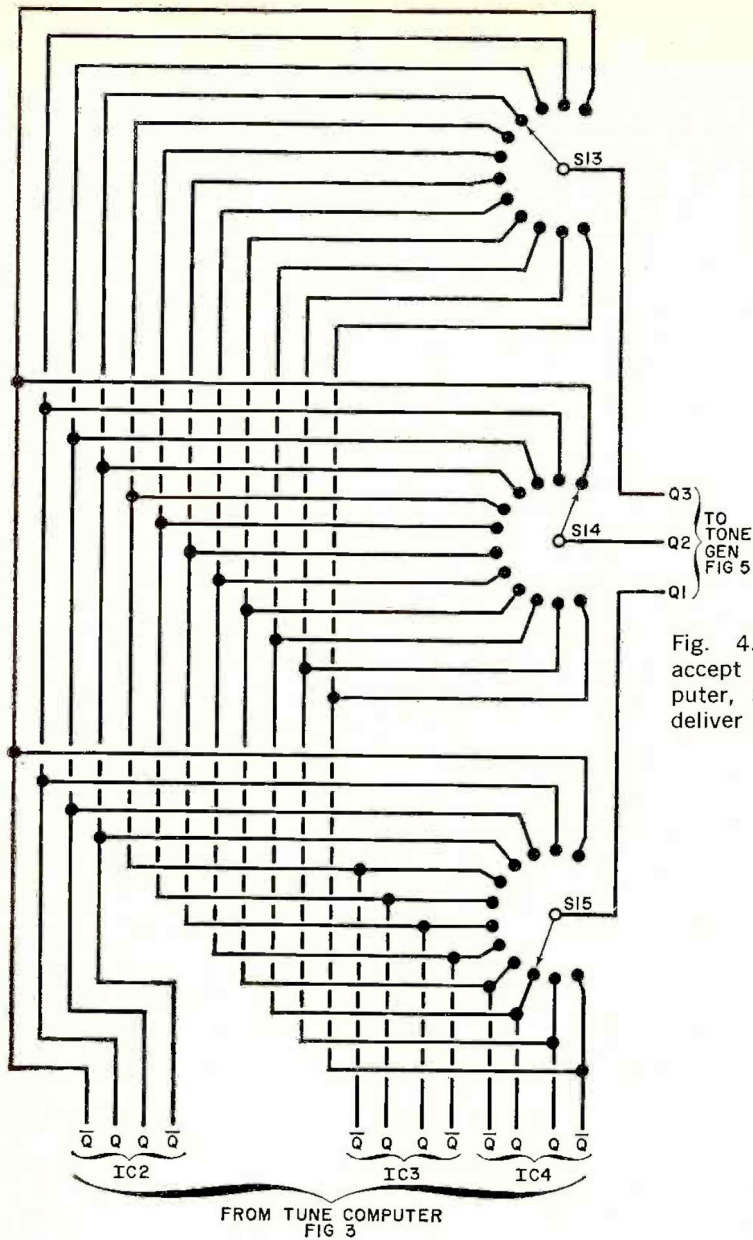 S13
S14
Q3
Q2
Q1
TO
TONE
GEN
FIG 5
Fig. 4.
accept
puter,
deliver
S15
Q̅ Q Q Q̅ Q̅ Q Q Q̅ Q̅ Q Q Q̅
IC2 IC3 IC4
FROM TUNE COMPUTER
FIG 3